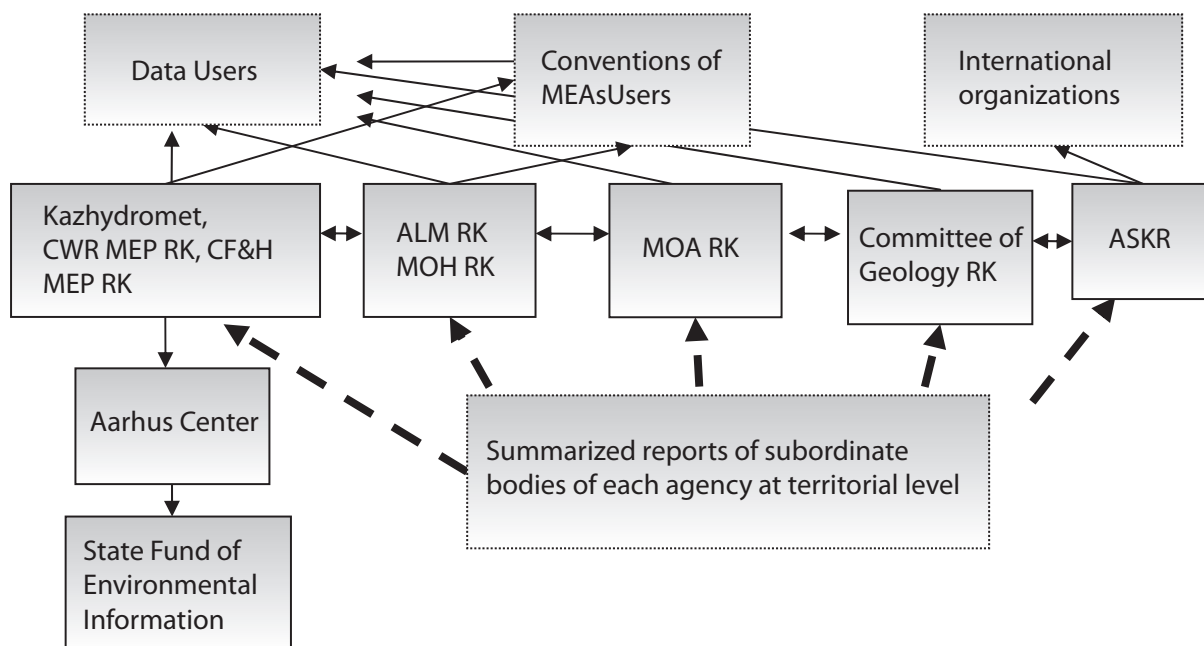 Data Users
Conventions of
MEAsUsers
International
organizations
Kazhydromet,
CWR MEP RK, CF&H
MEP RK
ALM RK
MOH RK
MOA RK
Committee of
Geology RK
ASKR
Aarhus Center
Summarized reports of subordinate
bodies of each agency at territorial level
State Fund of
Environmental
Information